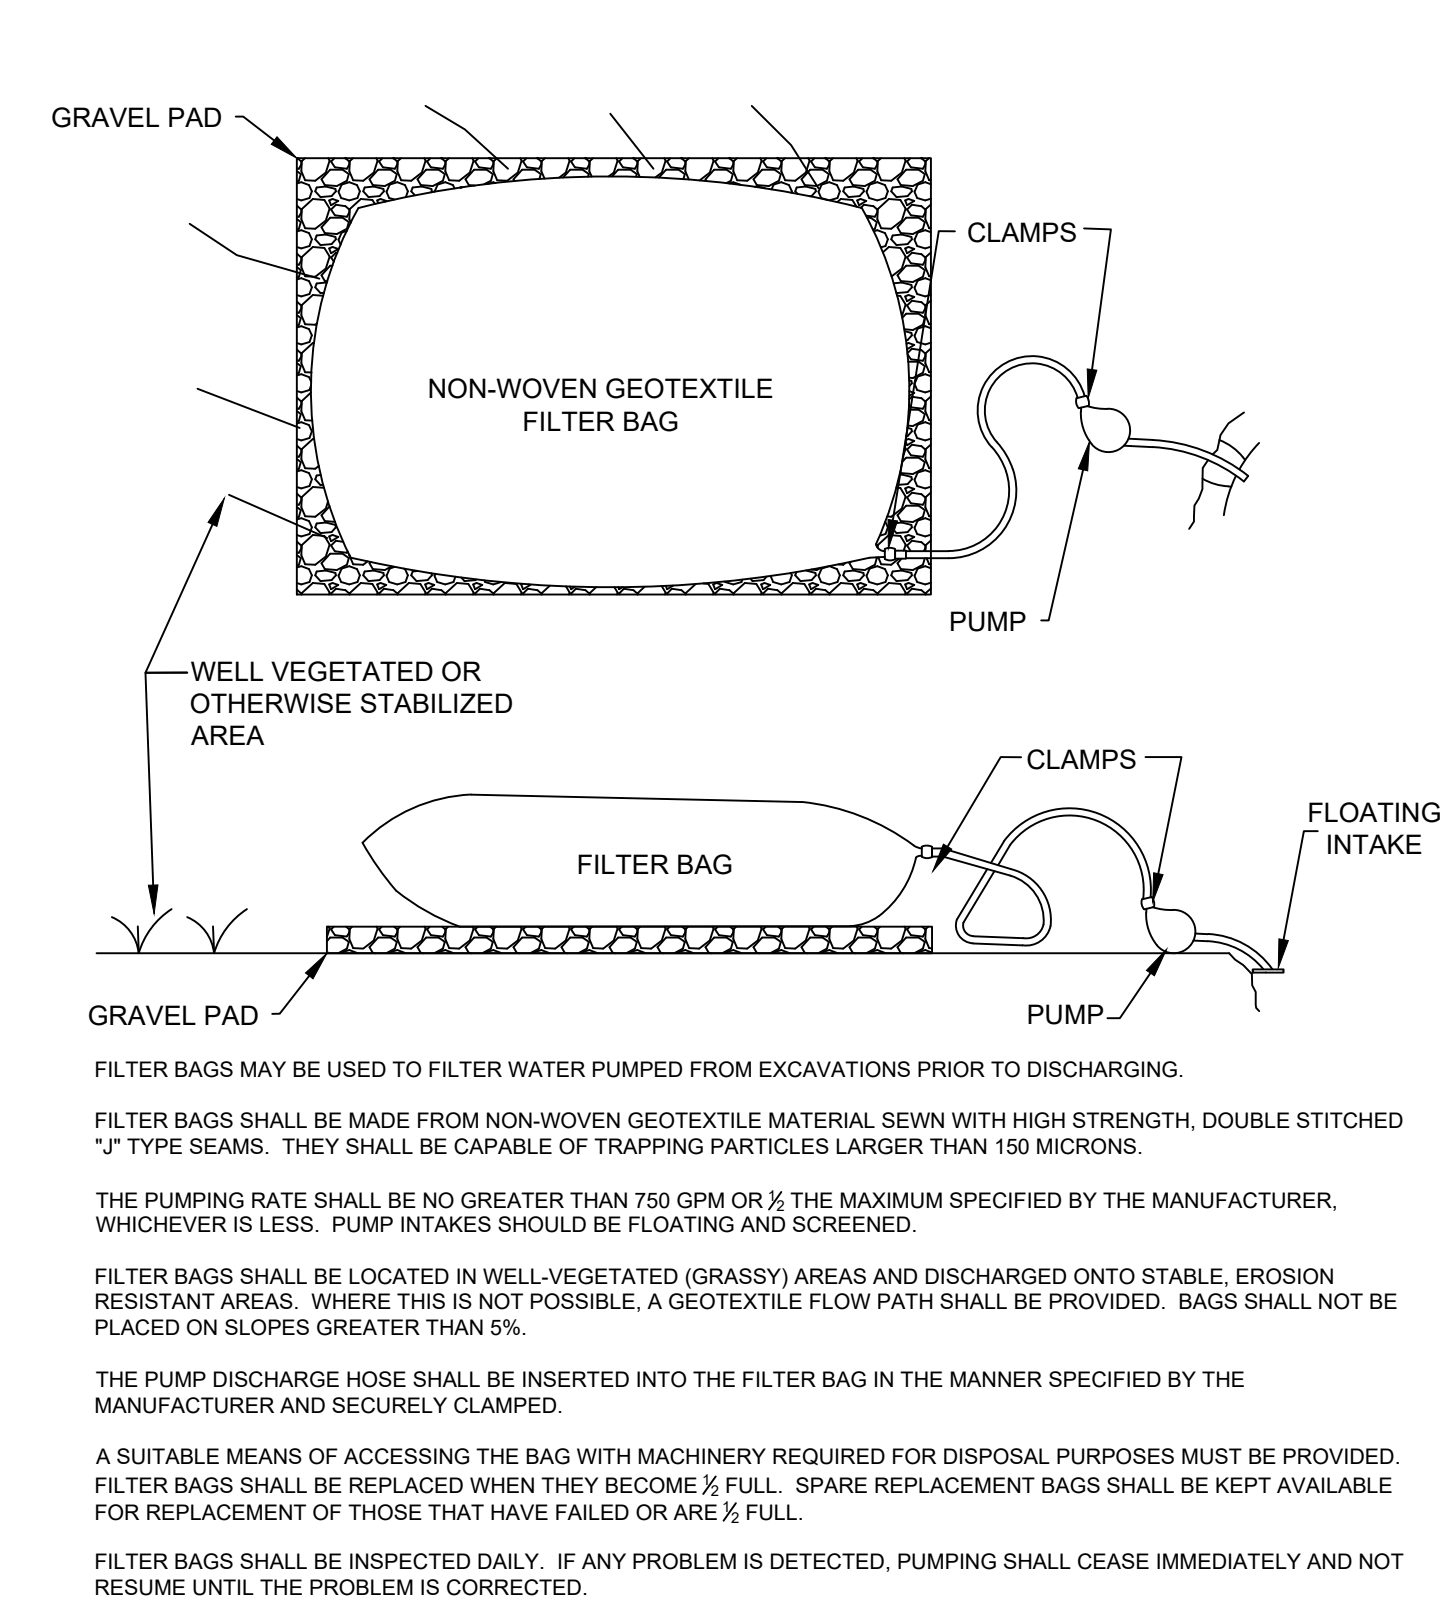 GRAVEL PAD
CLAMPS
NON-WOVEN GEOTEXTILE
FILTER BAG
PUMP
WELL VEGETATED OR
OTHERWISE STABILIZED
AREA
CLAMPS
FLOATING
INTAKE
FILTER BAG
GRAVEL PAD
PUMP
FILTER BAGS MAY BE USED TO FILTER WATER PUMPED FROM EXCAVATIONS PRIOR TO DISCHARGING.
FILTER BAGS SHALL BE MADE FROM NON-WOVEN GEOTEXTILE MATERIAL SEWN WITH HIGH STRENGTH, DOUBLE STITCHED
"J" TYPE SEAMS. THEY SHALL BE CAPABLE OF TRAPPING PARTICLES LARGER THAN 150 MICRONS.
THE PUMPING RATE SHALL BE NO GREATER THAN 750 GPM OR ½ THE MAXIMUM SPECIFIED BY THE MANUFACTURER,
WHICHEVER IS LESS. PUMP INTAKES SHOULD BE FLOATING AND SCREENED.
FILTER BAGS SHALL BE LOCATED IN WELL-VEGETATED (GRASSY) AREAS AND DISCHARGED ONTO STABLE, EROSION
RESISTANT AREAS. WHERE THIS IS NOT POSSIBLE, A GEOTEXTILE FLOW PATH SHALL BE PROVIDED. BAGS SHALL NOT BE
PLACED ON SLOPES GREATER THAN 5%.
THE PUMP DISCHARGE HOSE SHALL BE INSERTED INTO THE FILTER BAG IN THE MANNER SPECIFIED BY THE
MANUFACTURER AND SECURELY CLAMPED.
A SUITABLE MEANS OF ACCESSING THE BAG WITH MACHINERY REQUIRED FOR DISPOSAL PURPOSES MUST BE PROVIDED.
FILTER BAGS SHALL BE REPLACED WHEN THEY BECOME ½ FULL. SPARE REPLACEMENT BAGS SHALL BE KEPT AVAILABLE
FOR REPLACEMENT OF THOSE THAT HAVE FAILED OR ARE ½ FULL.
FILTER BAGS SHALL BE INSPECTED DAILY. IF ANY PROBLEM IS DETECTED, PUMPING SHALL CEASE IMMEDIATELY AND NOT
RESUME UNTIL THE PROBLEM IS CORRECTED.